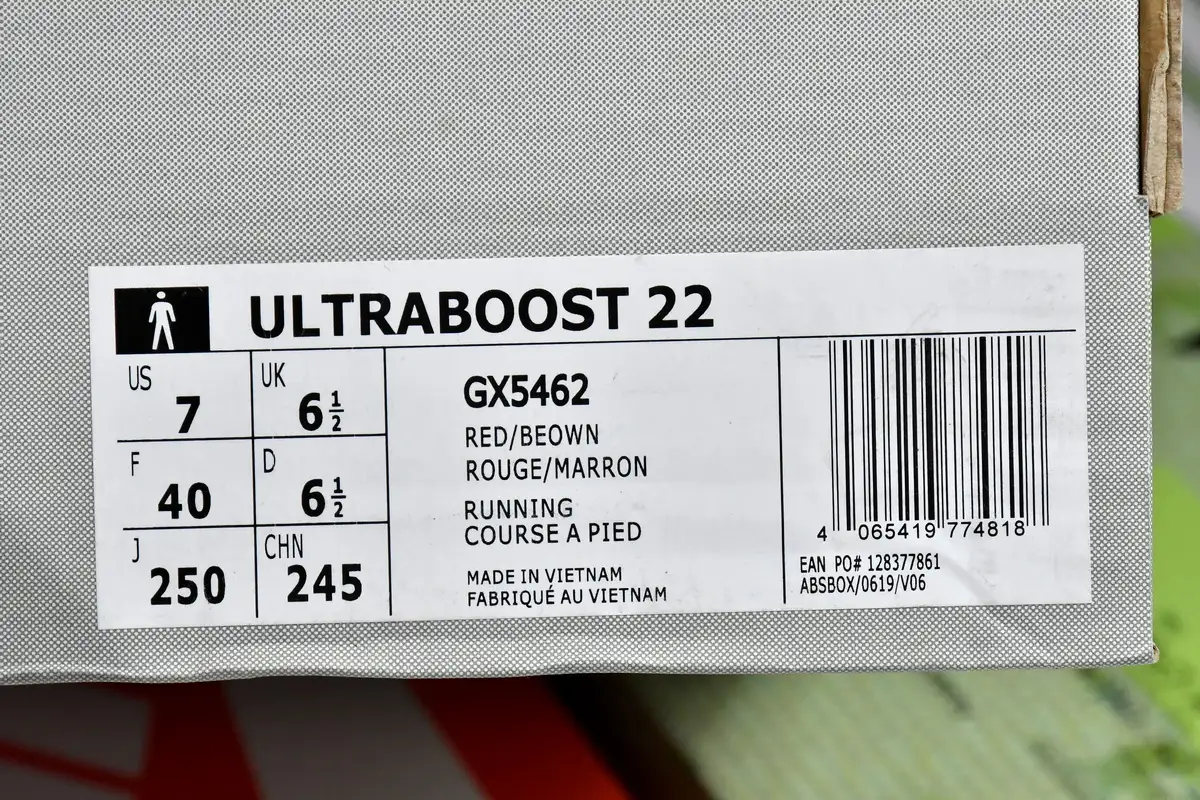 ULTRABOOST 22
US 7
UK 6 1/2
F 40
D 6 1/2
J 250
CHN 245
GX5462
RED/BEOWN
ROUGE/MARRON
RUNNING
COURSE A PIED
MADE IN VIETNAM
FABRIQUÉ AU VIETNAM
4 065419 774818
EAN PO# 128377861
ABSBOX/0619/V06